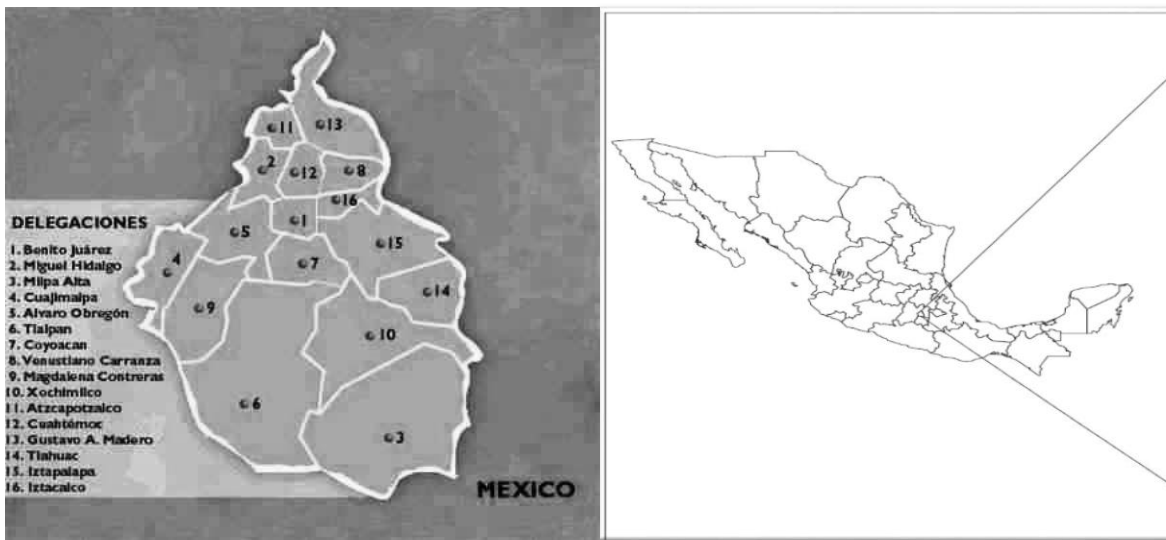 11
13
2
12
8
16
1
5
15
4
7
14
9
10
6
3
DELEGACIONES
1. Benito Juárez
2. Miguel Hidalgo
3. Milpa Alta
4. Cuajimalpa
5. Alvaro Obregón
6. Tlalpan
7. Coyoacan
8. Venustiano Carranza
9. Magdalena Contreras
10. Xochimilco
11. Atzcapotzalco
12. Cuahtémoc
13. Gustavo A. Madero
14. Tlahuac
15. Iztapalapa
16. Iztacalco
MEXICO